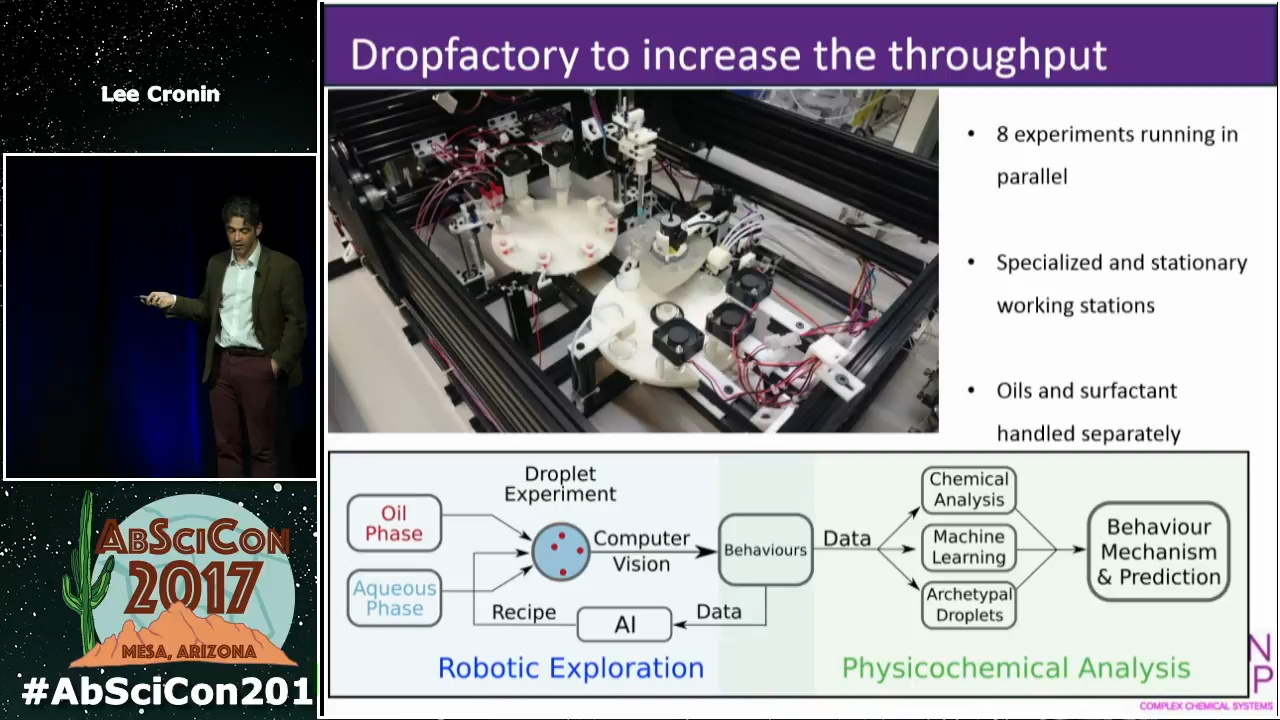 Lee Cronin
ABSCICON
2017
MESA, ARIZONA
#AbSciCon201
Dropfactory to increase the throughput
• 8 experiments running in
parallel
• Specialized and stationary
working stations
• Oils and surfactant
handled separately
Droplet
Experiment
Oil
Phase
Aqueous
Phase
Computer
Vision
Behaviours
Recipe
AI
Data
Data
Chemical
Analysis
Machine
Learning
Archetypal
Droplets
Behaviour
Mechanism
& Prediction
Robotic Exploration
Physicochemical Analysis
N
P
COMPLEX CHEMICAL SYSTEMS